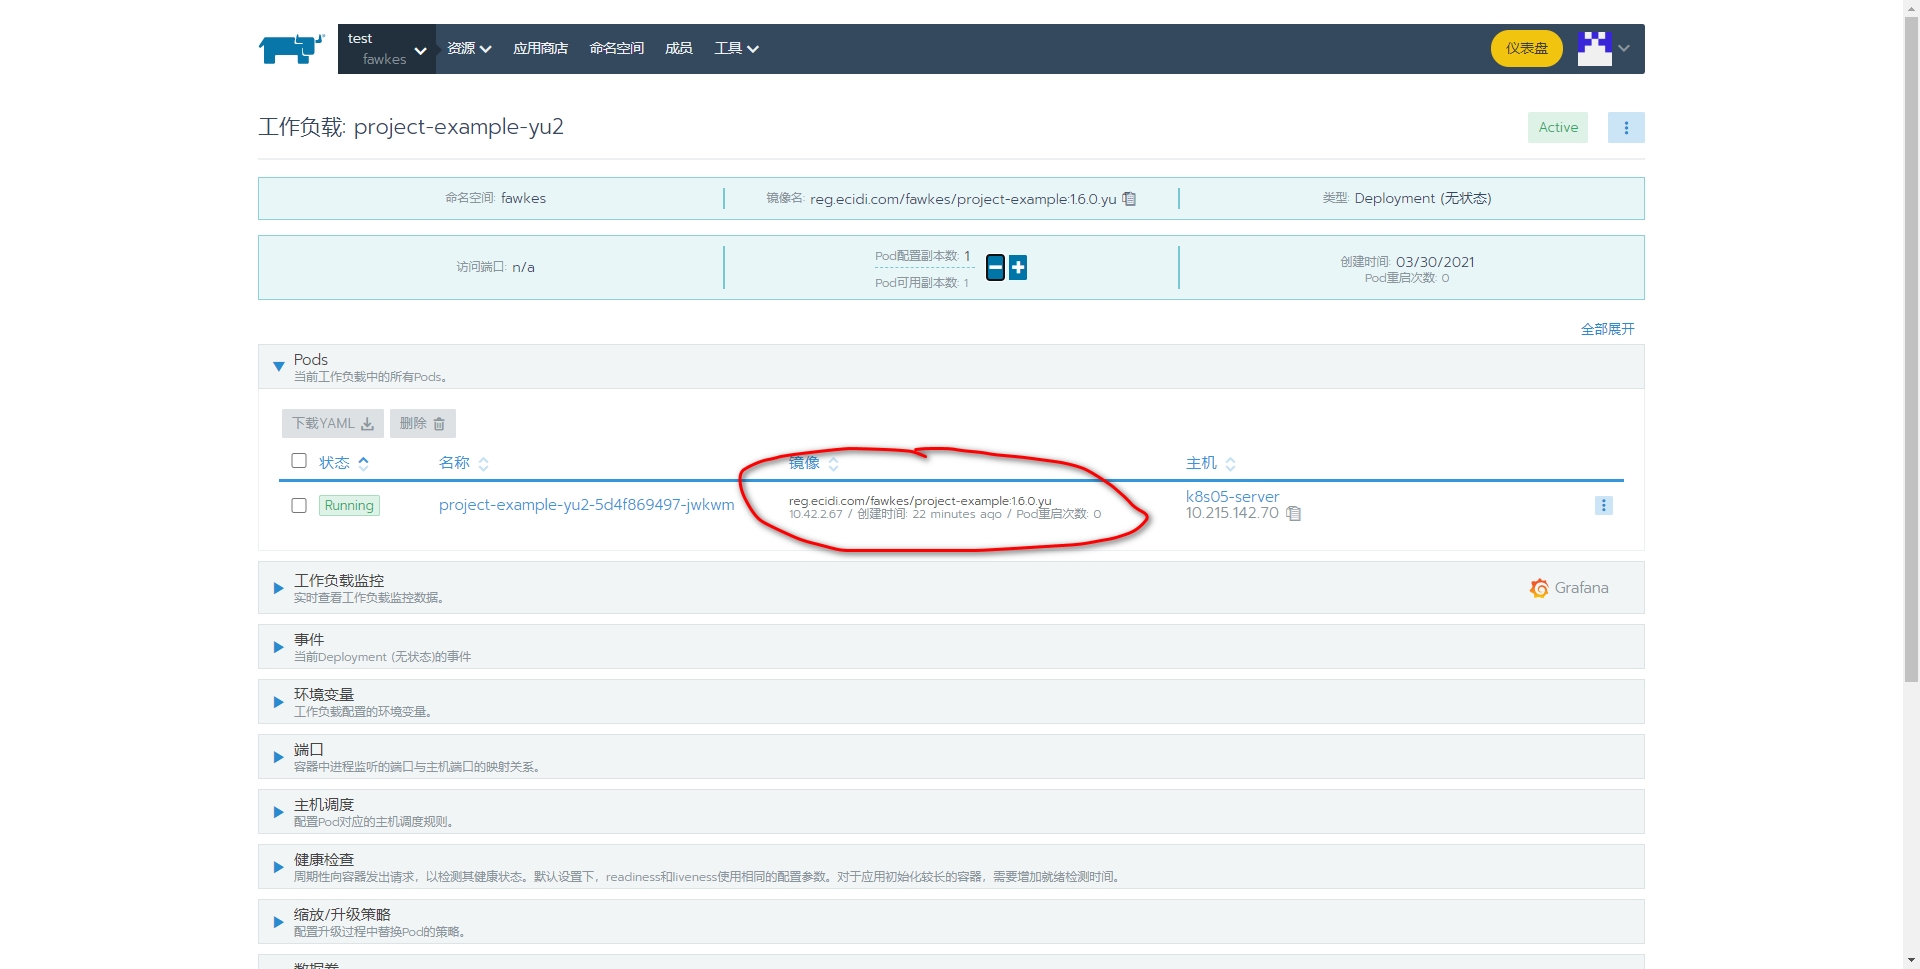 test
fawkes
资源
应用商店
命名空间
成员
工具
仪表盘
工作负载: project-example-yu2
Active
命名空间: fawkes
镜像名: reg.ecidi.com/fawkes/project-example:1.6.0.yu
类型: Deployment (无状态)
访问端口: n/a
Pod配置副本数: 1
Pod可用副本数: 1
创建时间: 03/30/2021
Pod重启次数: 0
全部展开
Pods
当前工作负载中的所有Pods。
下载YAML
删除
状态
名称
镜像
主机
Running
project-example-yu2-5d4f869497-jwkwm
reg.ecidi.com/fawkes/project-example:1.6.0.yu
10.42.2.67 / 创建时间: 22 minutes ago / Pod重启次数: 0
k8s05-server
10.215.142.70
工作负载监控
实时查看工作负载监控数据。
Grafana
事件
当前Deployment (无状态)的事件
环境变量
工作负载配置的环境变量。
端口
容器中进程监听的端口与主机端口的映射关系。
主机调度
配置Pod对应的主机调度规则。
健康检查
周期性向容器发出请求，以检测其健康状态。默认设置下，readiness和liveness使用相同的配置参数。对于应用初始化较长的容器，需要增加就绪检测时间。
缩放/升级策略
配置升级过程中替换Pod的策略。
数据卷